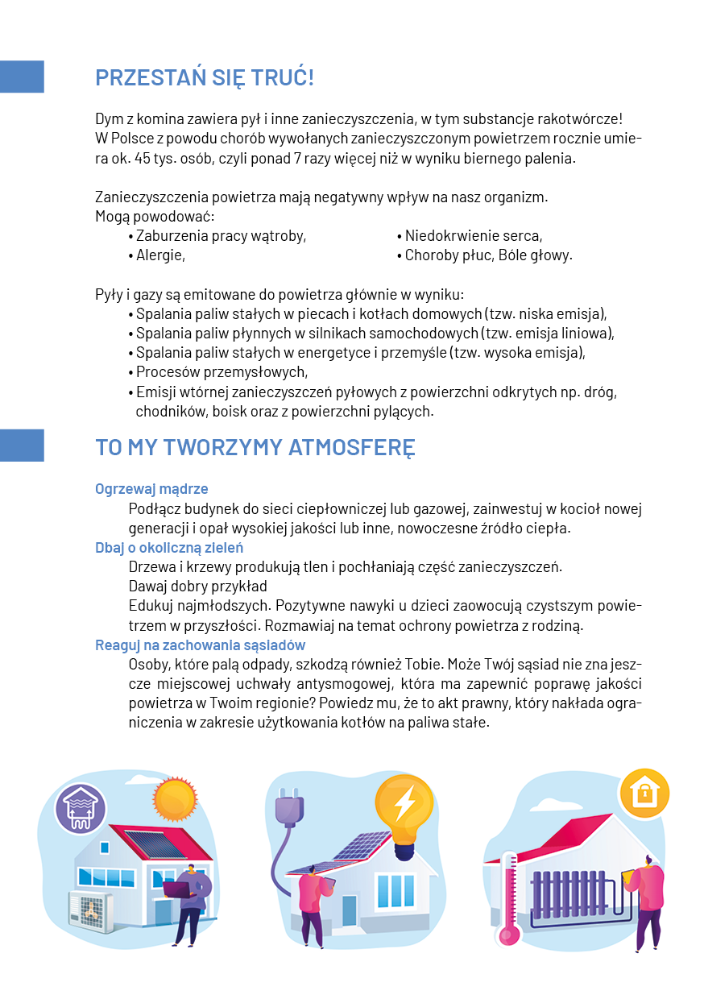 PRZESTAŃ SIĘ TRUĆ!
Dym z komina zawiera pył i inne zanieczyszczenia, w tym substancje rakotwórcze!
W Polsce z powodu chorób wywołanych zanieczyszczonym powietrzem rocznie umie-
ra ok. 45 tys. osób, czyli ponad 7 razy więcej niż w wyniku biernego palenia.
Zanieczyszczenia powietrza mają negatywny wpływ na nasz organizm.
Mogą powodować:
• Zaburzenia pracy wątroby,
• Alergie,
• Niedokrwienie serca,
• Choroby płuc, Bóle głowy.
Pyły i gazy są emitowane do powietrza głównie w wyniku:
• Spalania paliw stałych w piecach i kotłach domowych (tzw. niska emisja),
• Spalania paliw płynnych w silnikach samochodowych (tzw. emisja liniowa),
• Spalania paliw stałych w energetyce i przemyśle (tzw. wysoka emisja),
• Procesów przemysłowych,
• Emisji wtórnej zanieczyszczeń pyłowych z powierzchni odkrytych np. dróg,
chodników, boisk oraz z powierzchni pylących.
TO MY TWORZYMY ATMOSFERĘ
Ogrzewaj mądrze
Podłącz budynek do sieci ciepłowniczej lub gazowej, zainwestuj w kocioł nowej
generacji i opał wysokiej jakości lub inne, nowoczesne źródło ciepła.
Dbaj o okoliczną zieleń
Drzewa i krzewy produkują tlen i pochłaniają część zanieczyszczeń.
Dawaj dobry przykład
Edukuj najmłodszych. Pozytywne nawyki u dzieci zaowocują czystszym powie-
trzem w przyszłości. Rozmawiaj na temat ochrony powietrza z rodziną.
Reaguj na zachowania sąsiadów
Osoby, które palą odpady, szkodzą również Tobie. Może Twój sąsiad nie zna jesz-
cze miejscowej uchwały antysmogowej, która ma zapewnić poprawę jakości
powietrza w Twoim regionie? Powiedz mu, że to akt prawny, który nakłada ogra-
niczenia w zakresie użytkowania kotłów na paliwa stałe.